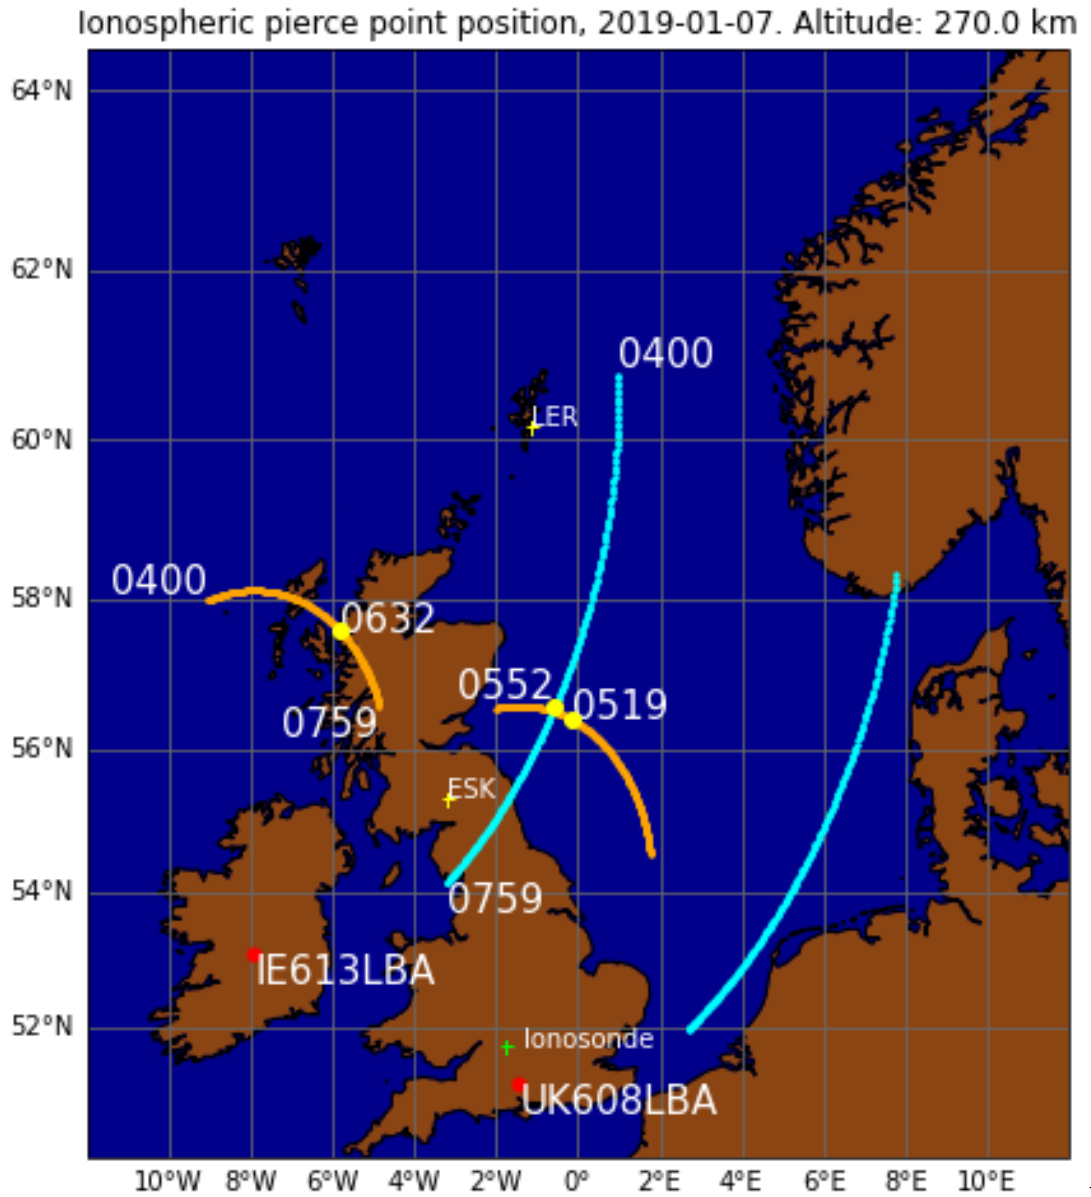 Ionospheric pierce point position, 2019-01-07. Altitude: 270.0 km
64°N
62°N
0400
LER
60°N
0400
58°N
0632
0552
0519
0759
56°N
ESK
54°N
0759
IE613LBA
52°N
Ionosonde
UK608LBA
10°W 8°W 6°W 4°W 2°W 0° 2°E 4°E 6°E 8°E 10°E